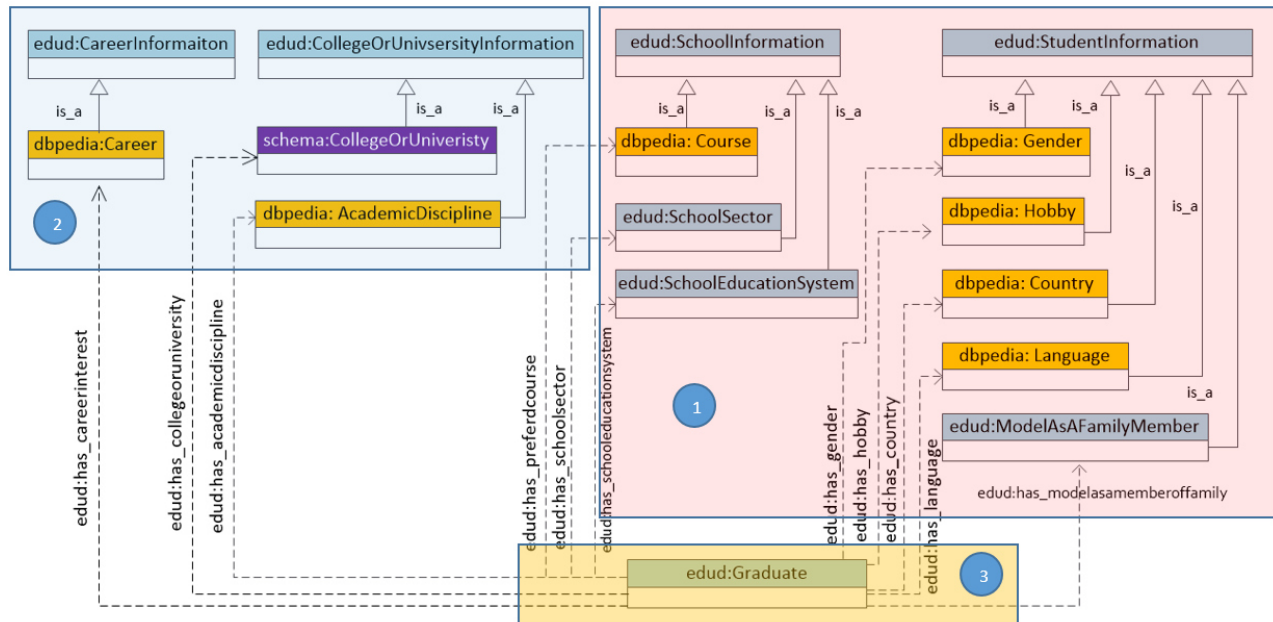 edud:CareerInformaiton
edud:CollegeOrUnivsersityInformation
is_a
is_a
is_a
dbpedia:Career
schema:CollegeOrUniveristy
dbpedia: AcademicDiscipline
2
edud:SchoolInformation
edud:StudentInformation
is_a
is_a
is_a
is_a
is_a
is_a
is_a
is_a
dbpedia: Course
edud:SchoolSector
edud:SchoolEducationSystem
dbpedia: Gender
dbpedia: Hobby
dbpedia: Country
dbpedia: Language
edud:ModelAsAFamilyMember
1
edud:has_careerinterest
edud:has_collegeoruniversity
edud:has_academicdiscipline
edud:has_preferdcourse
edud:has_schoolsector
edud:has_schooleducationsystem
edud:has_gender
edud:has_hobby
edud:has_country
edud:has_language
edud:has_modelasamemberoffamily
edud:Graduate
3